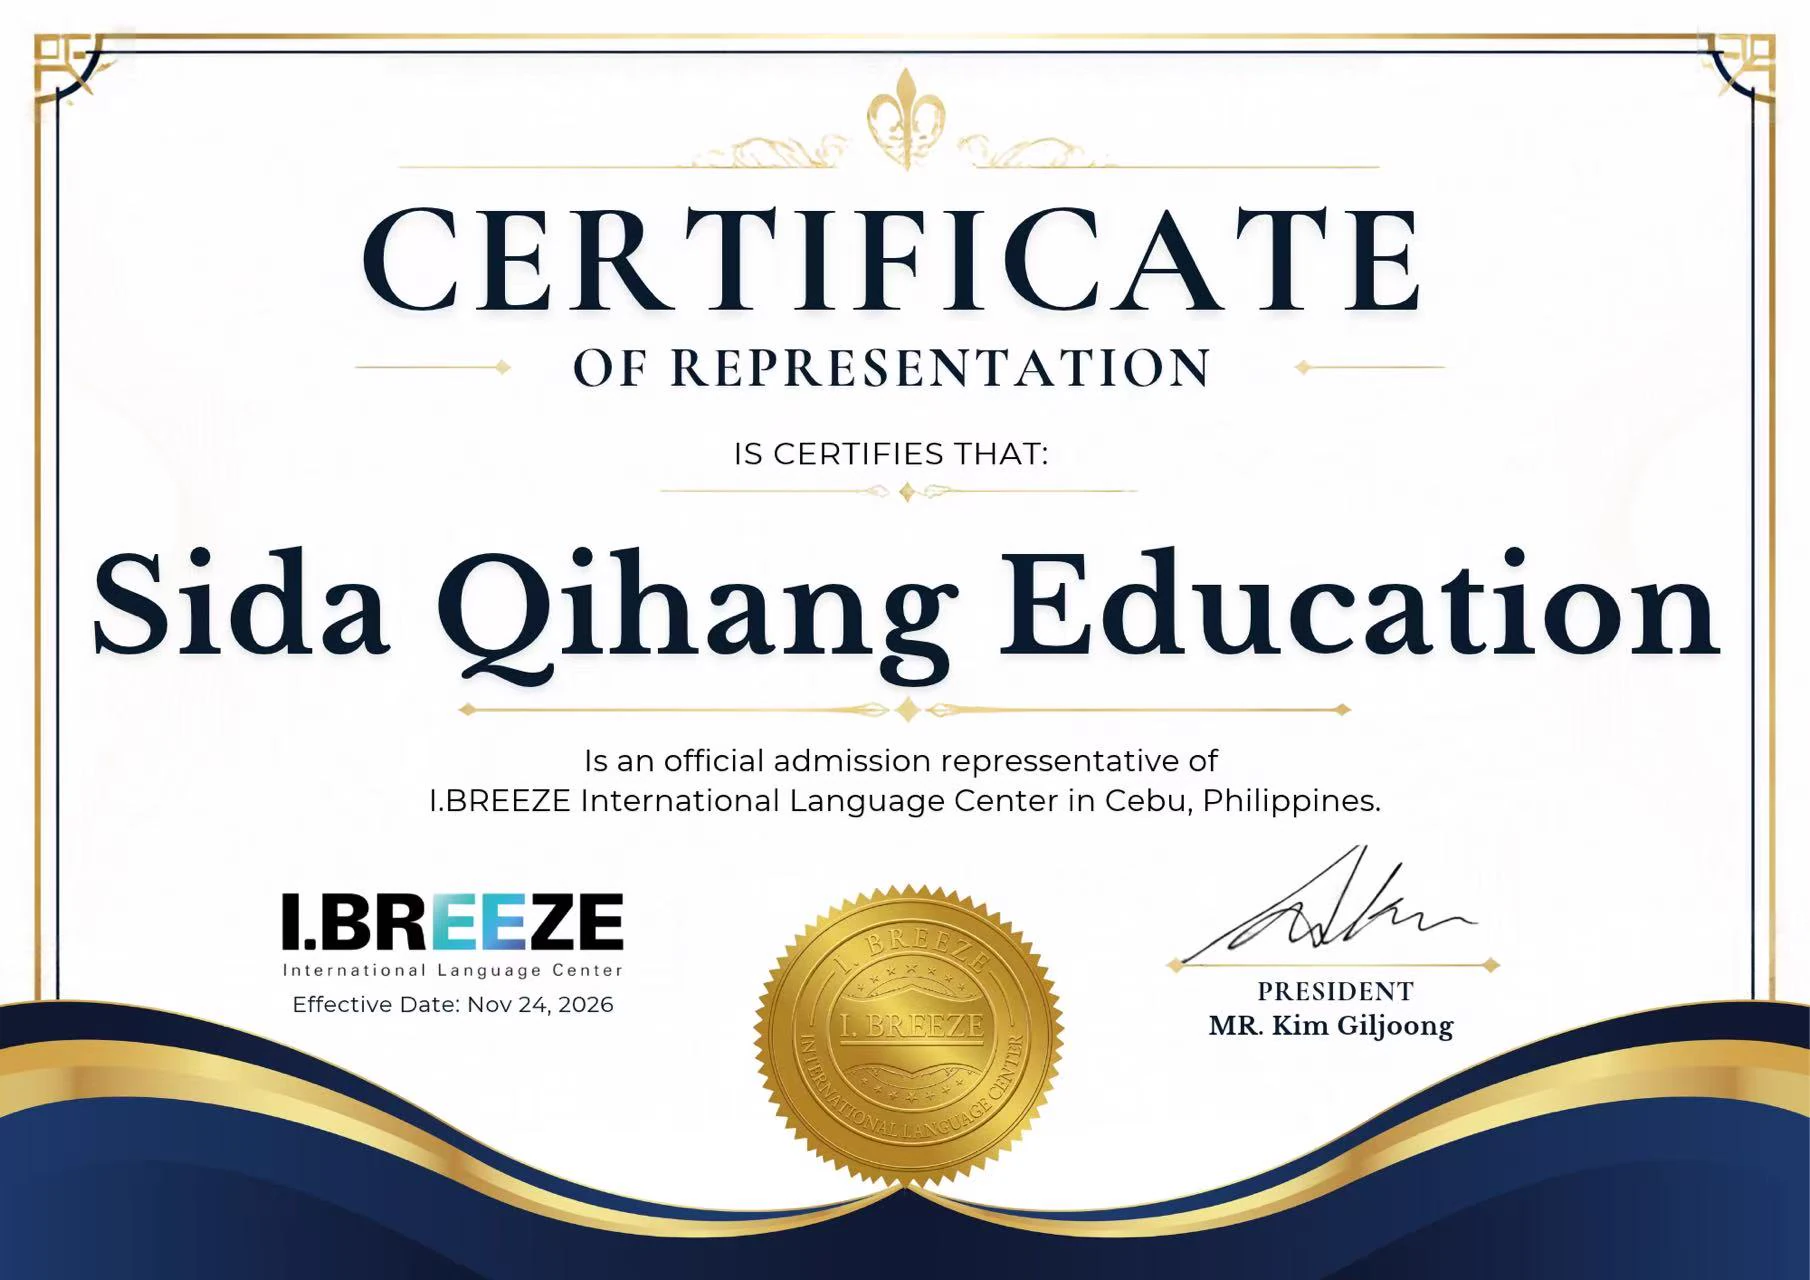 CERTIFICATE
OF REPRESENTATION
IS CERTIFIES THAT:
Sida Qihang Education
Is an official admission repressentative of
I.BREEZE International Language Center in Cebu, Philippines.
I.BREEZE
International Language Center
Effective Date: Nov 24, 2026
I. BREEZE
I. BREEZE
INTERNATIONAL LANGUAGE CENTER
PRESIDENT
MR. Kim Giljoong